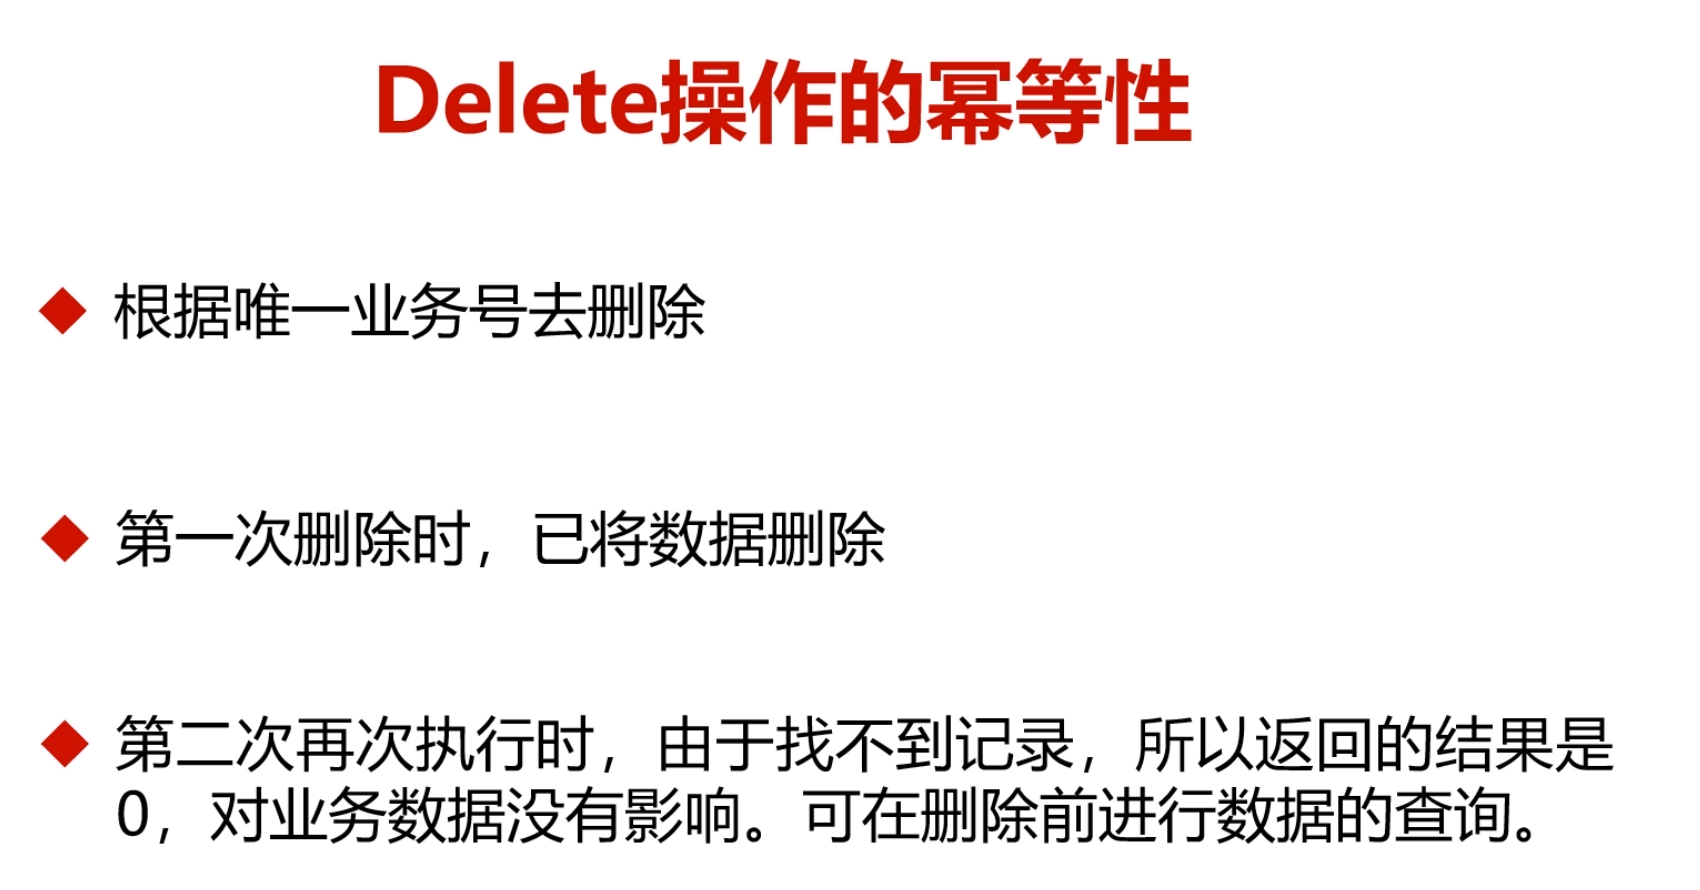 Delete操作的幂等性
根据唯一业务号去删除
第一次删除时，已将数据删除
第二次再次执行时，由于找不到记录，所以返回的结果是
0，对业务数据没有影响。可在删除前进行数据的查询。